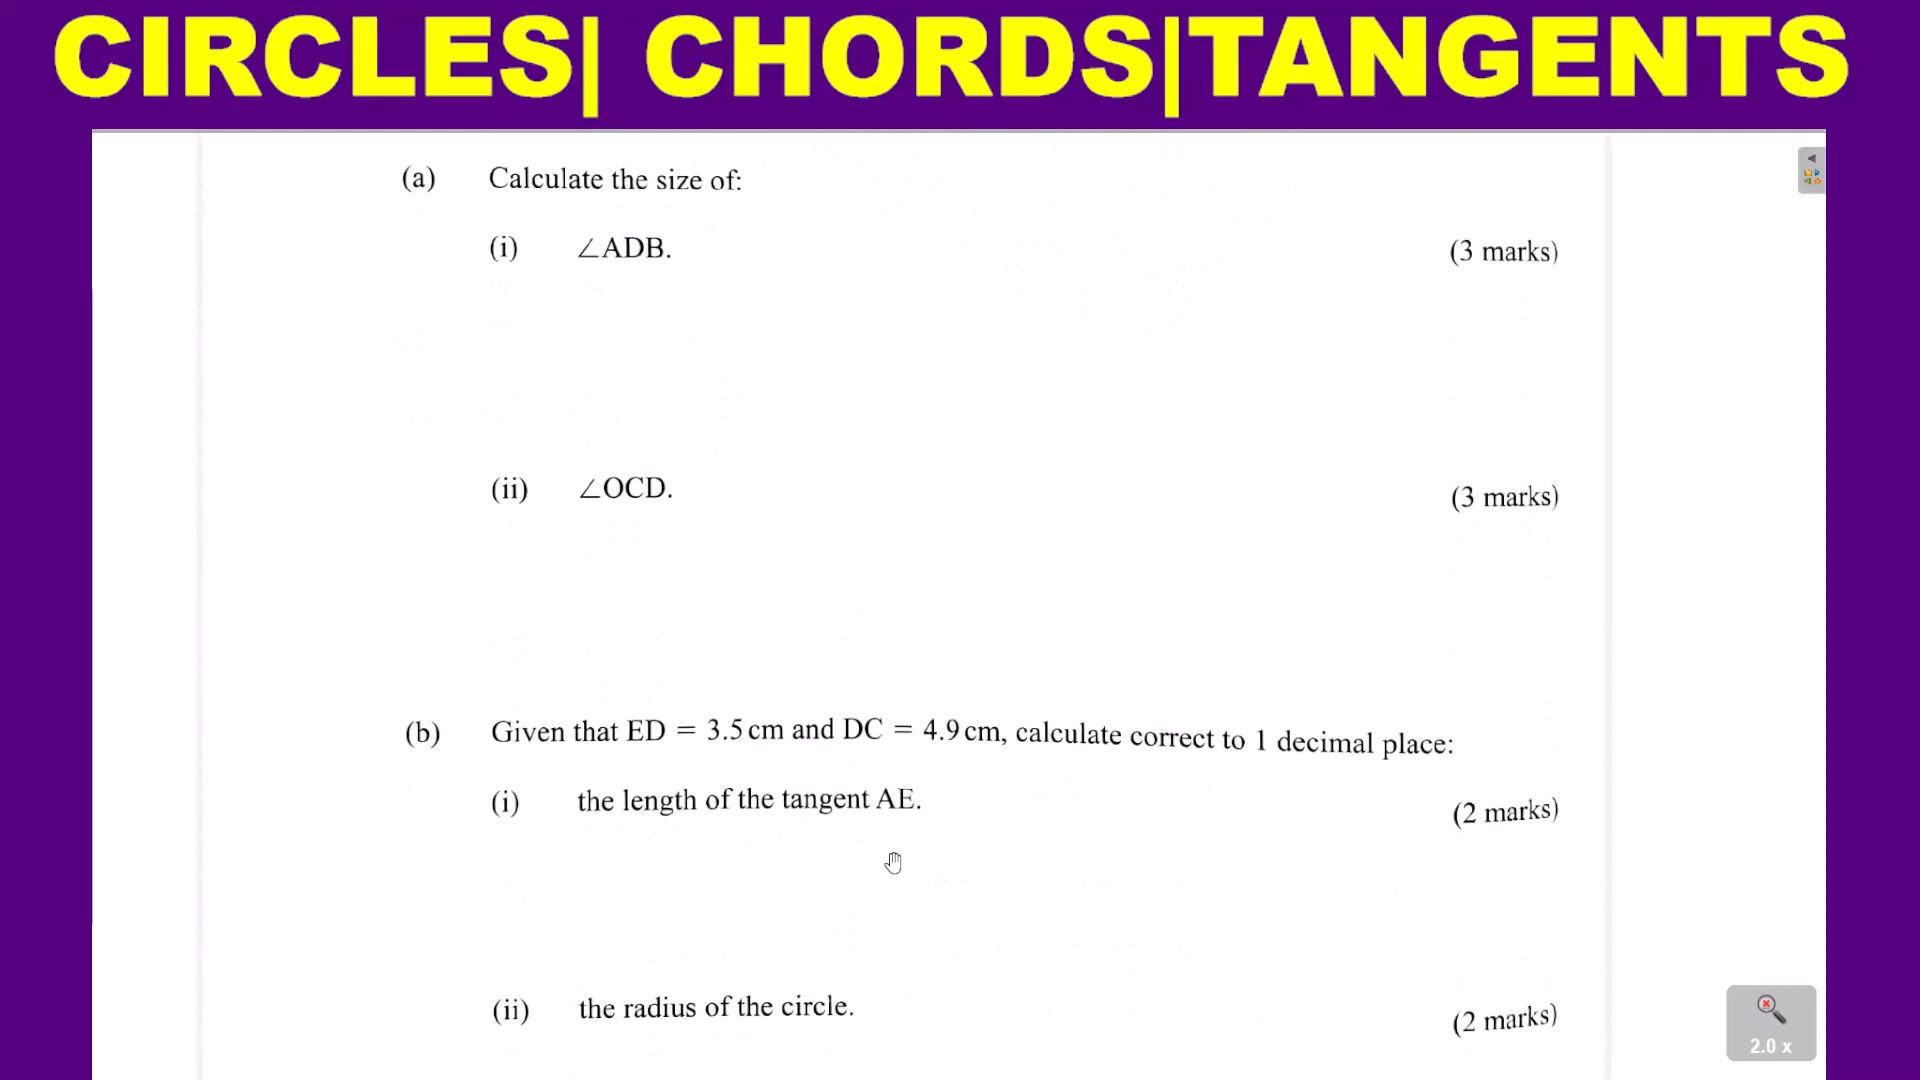 CIRCLES| CHORDS|TANGENTS
(a) Calculate the size of:
(i) ∠ADB. (3 marks)
(ii) ∠OCD. (3 marks)
(b) Given that ED = 3.5 cm and DC = 4.9 cm, calculate correct to 1 decimal place:
(i) the length of the tangent AE. (2 marks)
(ii) the radius of the circle. (2 marks)
2.0 x